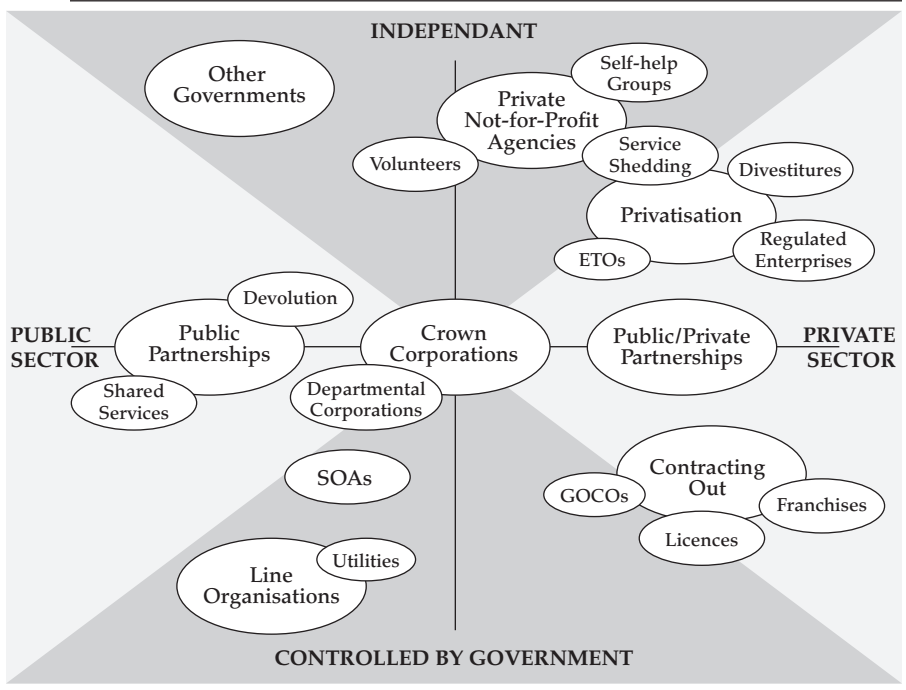 INDEPENDANT
Other
Governments
Self-help
Groups
Private
Not-for-Profit
Agencies
Volunteers
Service
Shedding
Divestitures
Privatisation
ETOs
Regulated
Enterprises
Devolution
PUBLIC
SECTOR
Public
Partnerships
Crown
Corporations
Public/Private
Partnerships
PRIVATE
SECTOR
Shared
Services
Departmental
Corporations
SOAs
Contracting
Out
GOCOs
Franchises
Licences
Utilities
Line
Organisations
CONTROLLED BY GOVERNMENT